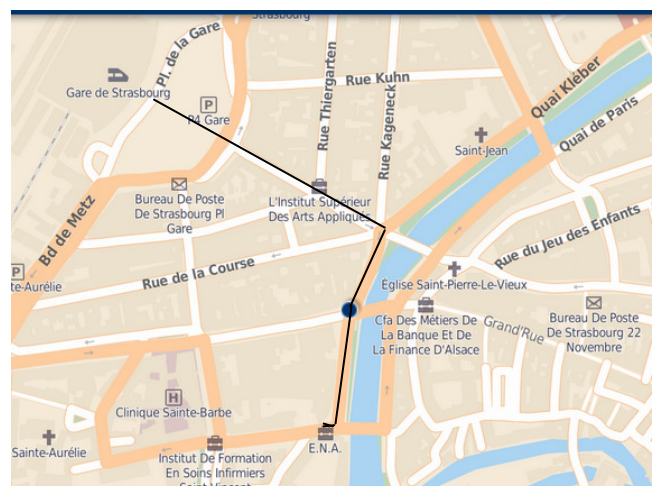 Strasbourg
Pl. de la Gare
Gare de Strasbourg
P
P4 Gare
Rue Thiergarten
Rue Kuhn
Rue Kageneck
Quai Kléber
Quai de Paris
Saint-Jean
Bureau De Poste
De Strasbourg Pl
Gare
L'Institut Supérieur
Des Arts Appliqués
Bd de Metz
P
te-Aurélie
Rue de la Course
Rue du Jeu des Enfants
Église Saint-Pierre-Le-Vieux
Cfa Des Métiers De
La Banque Et De
La Finance D'Alsace
Grand'Rue
Bureau De Poste
De Strasbourg 22
Novembre
H
Clinique Sainte-Barbe
Sainte-Aurélie
Institut De Formation
En Soins Infirmiers
Saint-Vincent
E.N.A.